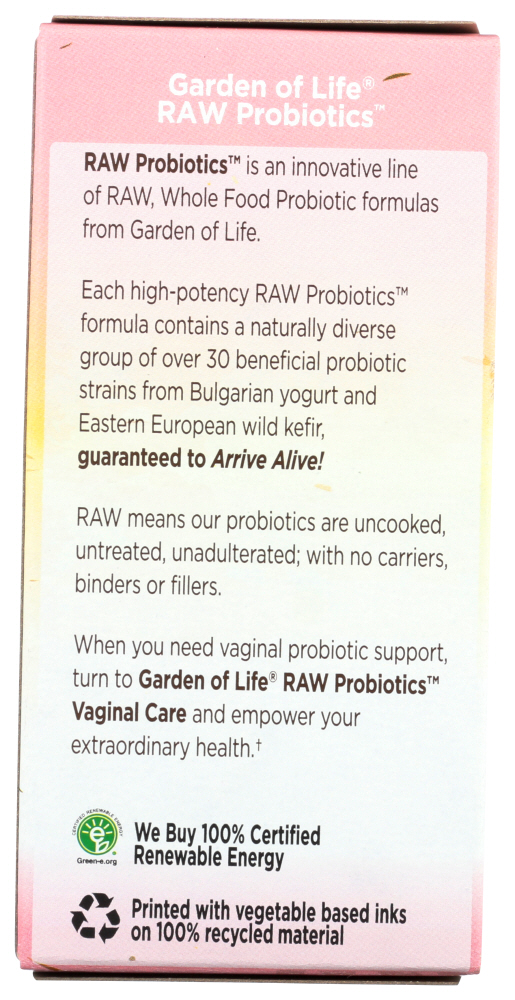 Garden of Life®
RAW Probiotics™
RAW Probiotics™ is an innovative line
of RAW, Whole Food Probiotic formulas
from Garden of Life.
Each high-potency RAW Probiotics™
formula contains a naturally diverse
group of over 30 beneficial probiotic
strains from Bulgarian yogurt and
Eastern European wild kefir,
guaranteed to Arrive Alive!
RAW means our probiotics are uncooked,
untreated, unadulterated; with no carriers,
binders or fillers.
When you need vaginal probiotic support,
turn to Garden of Life® RAW Probiotics™
Vaginal Care and empower your
extraordinary health.†
CERTIFIED RENEWABLE ENERGY
e
®
Green-e.org
We Buy 100% Certified
Renewable Energy
Printed with vegetable based inks
on 100% recycled material